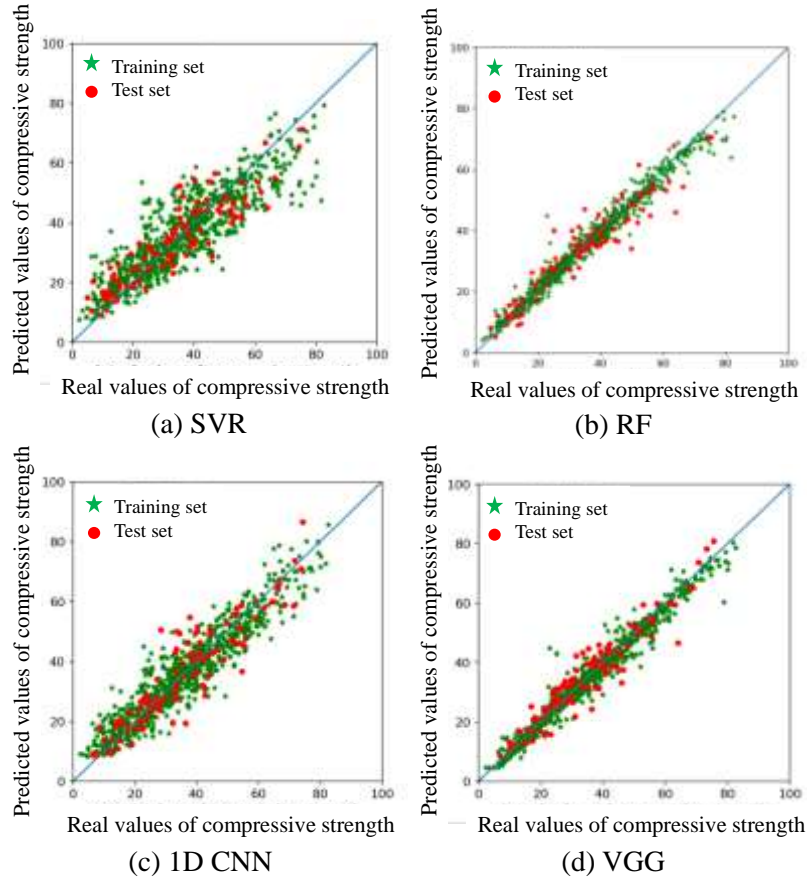 Predicted values of compressive strength
100
80
60
40
20
0
Training set
Test set
0
20
40
60
80
100
Real values of compressive strength
(a) SVR
Predicted values of compressive strength
100
80
60
40
20
0
Training set
Test set
0
20
40
60
80
100
Real values of compressive strength
(b) RF
Predicted values of compressive strength
100
80
60
40
20
0
Training set
Test set
0
20
40
60
80
100
Real values of compressive strength
(c) 1D CNN
Predicted values of compressive strength
100
80
60
40
20
0
Training set
Test set
0
20
40
60
80
100
Real values of compressive strength
(d) VGG